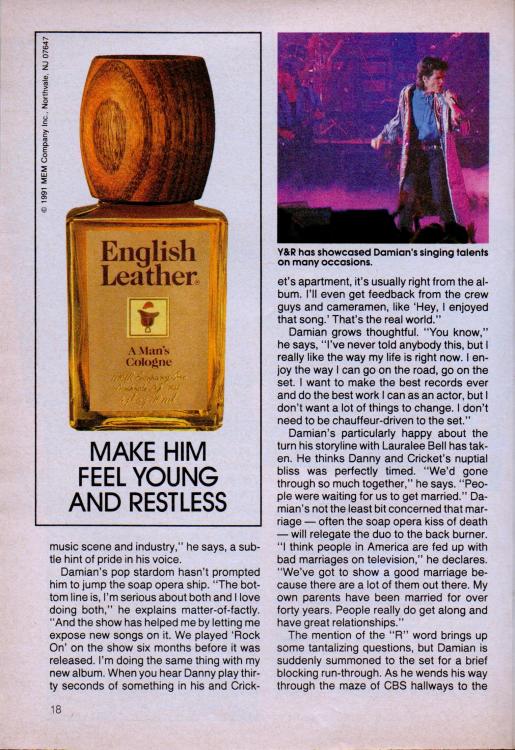 © 1991 MEM Company Inc., Northvale, NJ 07647
English
Leather®
A Man's
Cologne
MAKE HIM
FEEL YOUNG
AND RESTLESS
music scene and industry," he says, a sub-
tle hint of pride in his voice.
Damian's pop stardom hasn't prompted
him to jump the soap opera ship. "The bot-
tom line is, I'm serious about both and I love
doing both," he explains matter-of-factly.
"And the show has helped me by letting me
expose new songs on it. We played 'Rock
On' on the show six months before it was
released. I'm doing the same thing with my
new album. When you hear Danny play thir-
ty seconds of something in his and Crick-
Y&R has showcased Damian's singing talents
on many occasions.
et's apartment, it's usually right from the al-
bum. I'll even get feedback from the crew
guys and cameramen, like 'Hey, I enjoyed
that song.' That's the real world."
Damian grows thoughtful. "You know,"
he says, "I've never told anybody this, but I
really like the way my life is right now. I en-
joy the way I can go on the road, go on the
set. I want to make the best records ever
and do the best work I can as an actor, but I
don't want a lot of things to change. I don't
need to be chauffeur-driven to the set."
Damian's particularly happy about the
turn his storyline with Lauralee Bell has tak-
en. He thinks Danny and Cricket's nuptial
bliss was perfectly timed. "We'd gone
through so much together," he says. "Peo-
ple were waiting for us to get married." Da-
mian's not the least bit concerned that mar-
riage — often the soap opera kiss of death
— will relegate the duo to the back burner.
"I think people in America are fed up with
bad marriages on television," he declares.
"We've got to show a good marriage be-
cause there are a lot of them out there. My
own parents have been married for over
forty years. People really do get along and
have great relationships."
The mention of the "R" word brings up
some tantalizing questions, but Damian is
suddenly summoned to the set for a brief
blocking run-through. As he wends his way
through the maze of CBS hallways to the
18